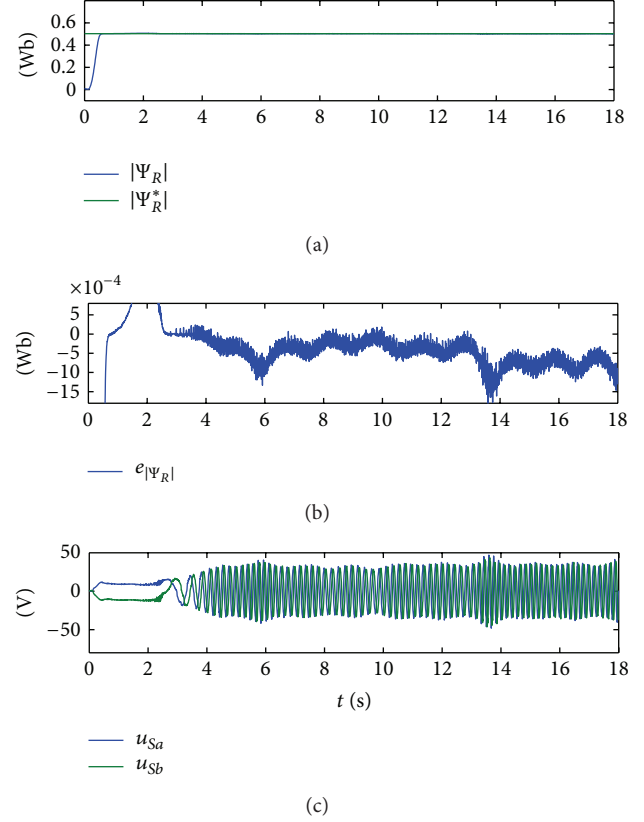 0.6
0.4
0.2
0
(Wb)
0 2 4 6 8 10 12 14 16 18
|Ψ_R|
|Ψ_R^*|
(a)
×10^−4
5
0
−5
−10
−15
(Wb)
0 2 4 6 8 10 12 14 16 18
e_|Ψ_R|
(b)
50
0
−50
(V)
0 2 4 6 8 10 12 14 16 18
t (s)
u_Sa
u_Sb
(c)